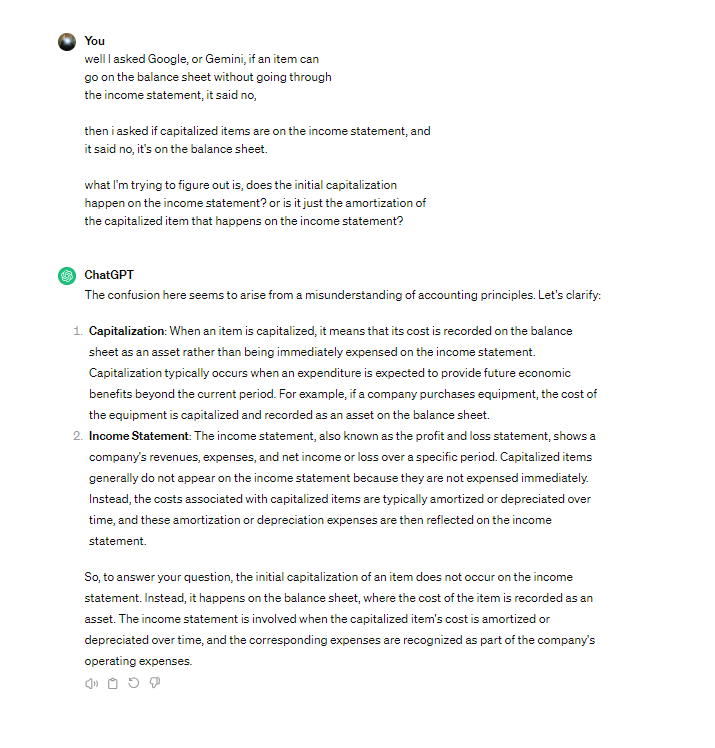 You
well I asked Google, or Gemini, if an item can
go on the balance sheet without going through
the income statement, it said no,
then i asked if capitalized items are on the income statement, and
it said no, it's on the balance sheet.
what I'm trying to figure out is, does the initial capitalization
happen on the income statement? or is it just the amortization of
the capitalized item that happens on the income statement?
ChatGPT
The confusion here seems to arise from a misunderstanding of accounting principles. Let's clarify:
1. Capitalization: When an item is capitalized, it means that its cost is recorded on the balance
sheet as an asset rather than being immediately expensed on the income statement.
Capitalization typically occurs when an expenditure is expected to provide future economic
benefits beyond the current period. For example, if a company purchases equipment, the cost of
the equipment is capitalized and recorded as an asset on the balance sheet.
2. Income Statement: The income statement, also known as the profit and loss statement, shows a
company's revenues, expenses, and net income or loss over a specific period. Capitalized items
generally do not appear on the income statement because they are not expensed immediately.
Instead, the costs associated with capitalized items are typically amortized or depreciated over
time, and these amortization or depreciation expenses are then reflected on the income
statement.
So, to answer your question, the initial capitalization of an item does not occur on the income
statement. Instead, it happens on the balance sheet, where the cost of the item is recorded as an
asset. The income statement is involved when the capitalized item's cost is amortized or
depreciated over time, and the corresponding expenses are recognized as part of the company's
operating expenses.